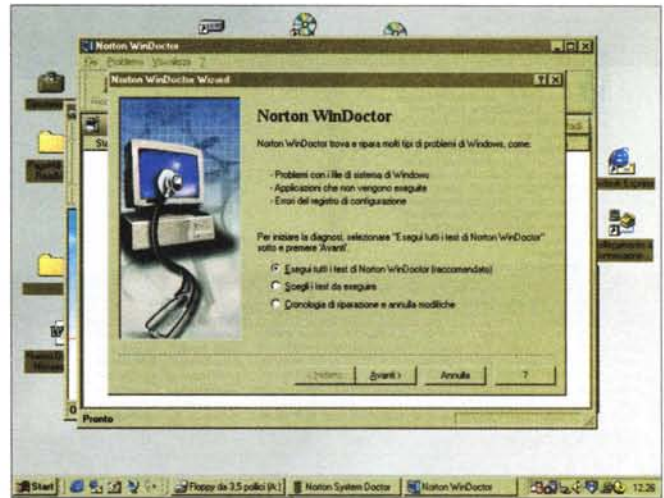 Norton WinDoctor
File Problema Visualizza ?
Norton WinDoctor Wizard
Norton WinDoctor
Norton WinDoctor trova e ripara molti tipi di problemi di Windows, come:
- Problemi con i file di sistema di Windows
- Applicazioni che non vengono eseguite
- Errori del registro di configurazione
Per iniziare la diagnosi, selezionare "Esegui tutti i test di Norton WinDoctor"
sotto e premere 'Avanti'.
Esegui tutti i test di Norton WinDoctor (raccomandato)
Scegli i test da eseguire
Cronologia di riparazione e annulla modifiche
< Indietro
Avanti >
Annulla
?
Pronto
Start
Floppy da 3,5 pollici (A:)
Norton System Doctor
Norton WinDoctor
12.26